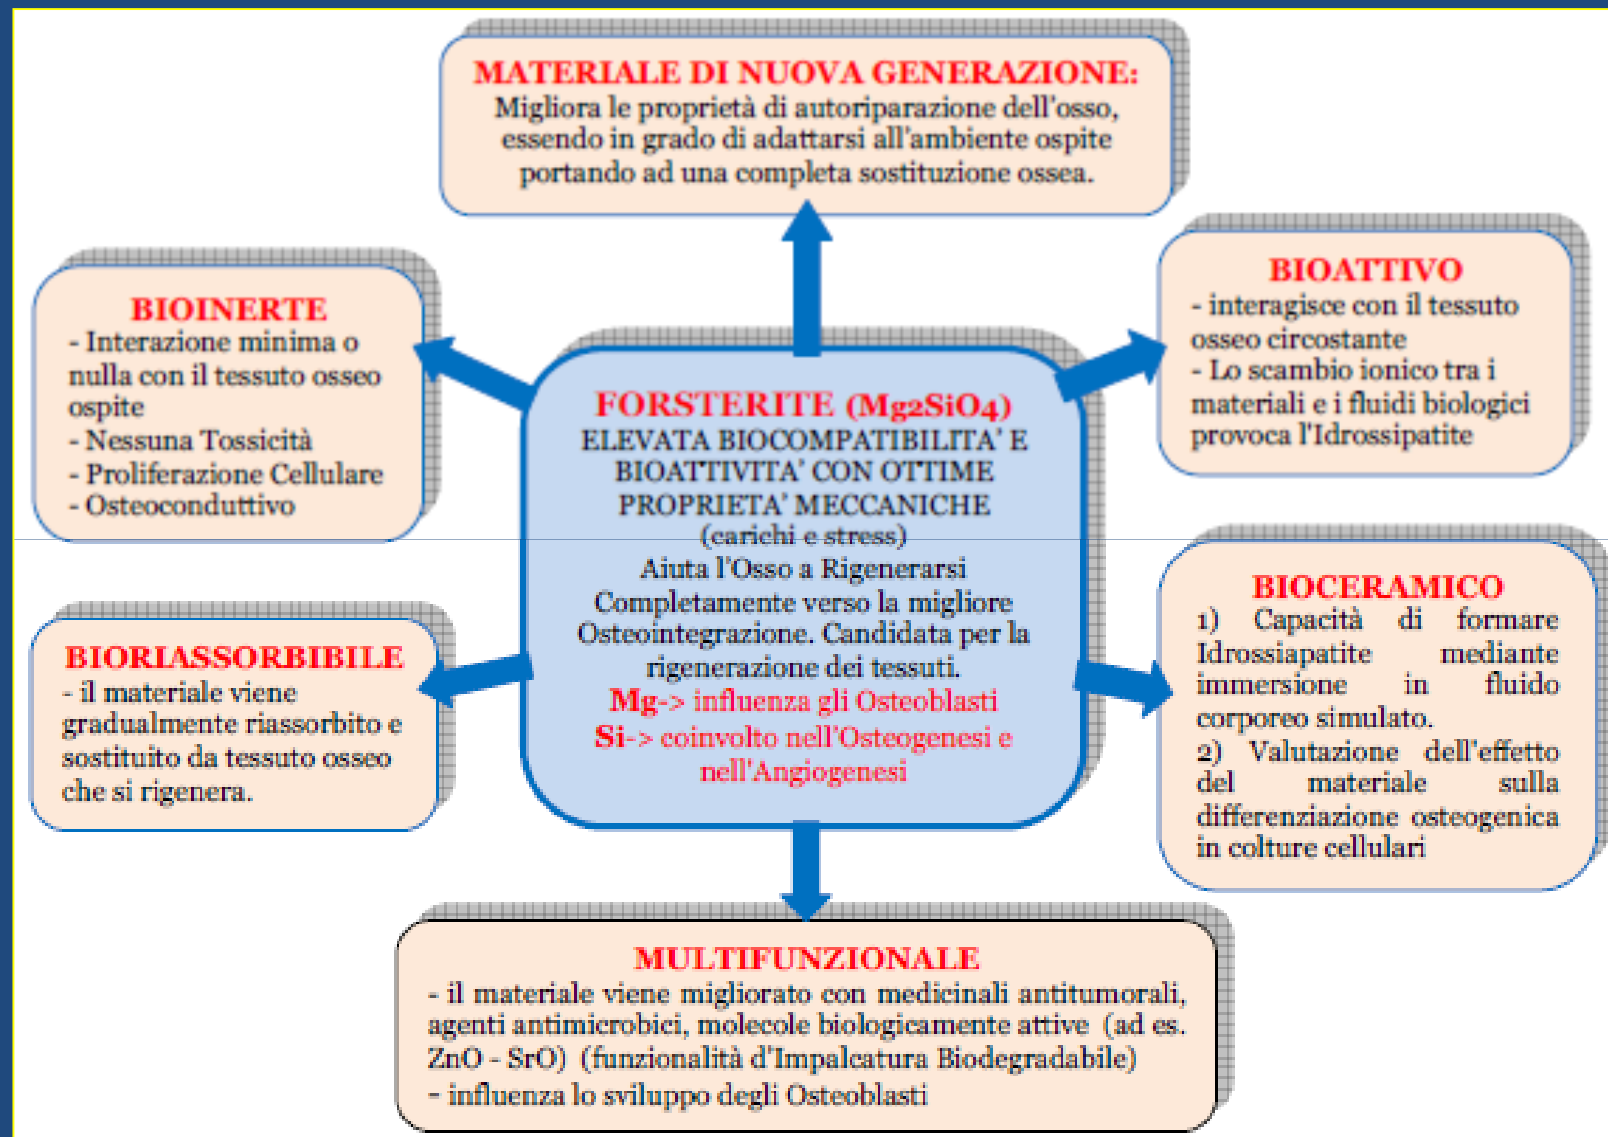 MATERIALE DI NUOVA GENERAZIONE:
Migliora le proprietà di autoriparazione dell'osso,
essendo in grado di adattarsi all'ambiente ospite
portando ad una completa sostituzione ossea.
BIOINERTE
- Interazione minima o
nulla con il tessuto osseo
ospite
- Nessuna Tossicità
- Proliferazione Cellulare
- Osteoconduttivo
BIOATTIVO
- interagisce con il tessuto
osseo circostante
- Lo scambio ionico tra i
materiali e i fluidi biologici
provoca l'Idrossipatite
FORSTERITE (Mg2SiO4)
ELEVATA BIOCOMPATIBILITA' E
BIOATTIVITA' CON OTTIME
PROPRIETA' MECCANICHE
(carichi e stress)
Aiuta l'Osso a Rigenerarsi
Completamente verso la migliore
Osteointegrazione. Candidata per la
rigenerazione dei tessuti.
Mg-> influenza gli Osteoblasti
Si-> coinvolto nell'Osteogenesi e
nell'Angiogenesi
BIORIASSORBIBILE
- il materiale viene
gradualmente riassorbito e
sostituito da tessuto osseo
che si rigenera.
BIOCERAMICO
1) Capacità di formare
Idrossiapatite mediante
immersione in fluido
corporeo simulato.
2) Valutazione dell'effetto
del materiale sulla
differenziazione osteogenica
in colture cellulari
MULTIFUNZIONALE
- il materiale viene migliorato con medicinali antitumorali,
agenti antimicrobici, molecole biologicamente attive (ad es.
ZnO - SrO) (funzionalità d'Impalcatura Biodegradabile)
- influenza lo sviluppo degli Osteoblasti